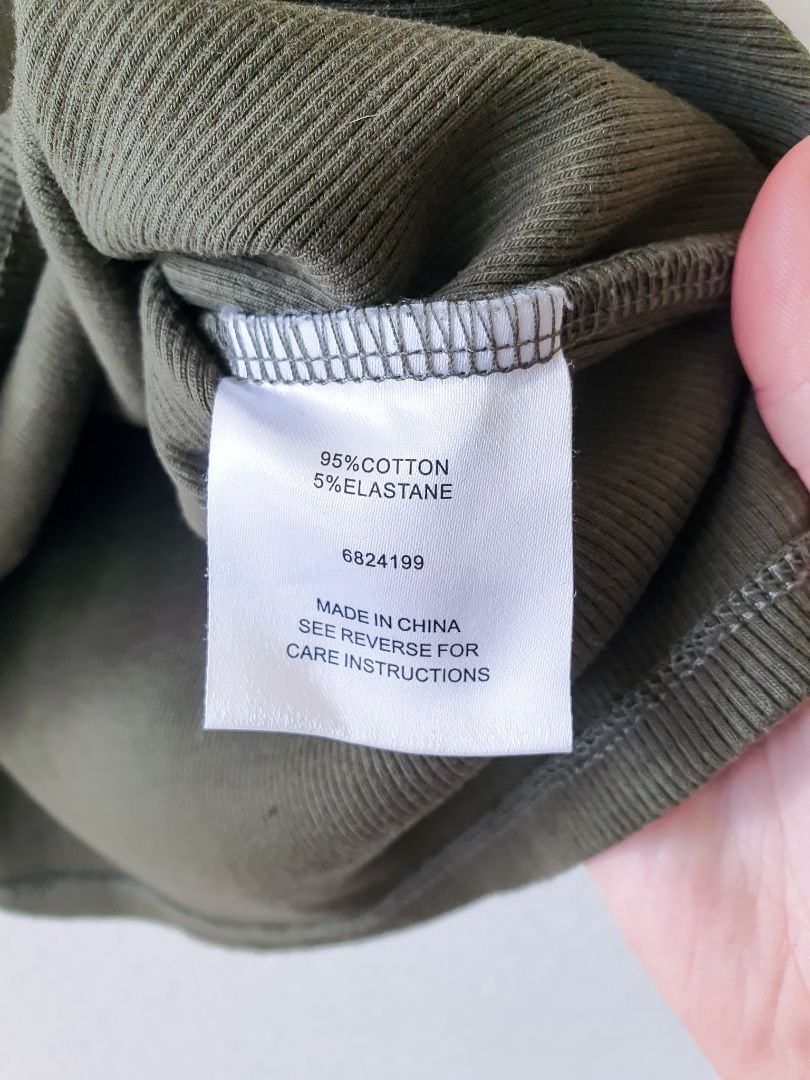 95%COTTON
5%ELASTANE
6824199
MADE IN CHINA
SEE REVERSE FOR
CARE INSTRUCTIONS